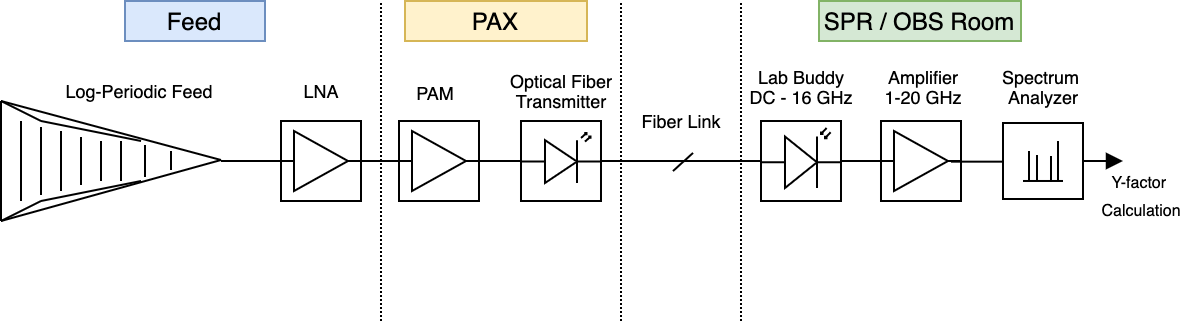 Feed
PAX
SPR / OBS Room
Log-Periodic Feed
LNA
PAM
Optical Fiber
Transmitter
Fiber Link
Lab Buddy
DC - 16 GHz
Amplifier
1-20 GHz
Spectrum
Analyzer
Y-factor
Calculation